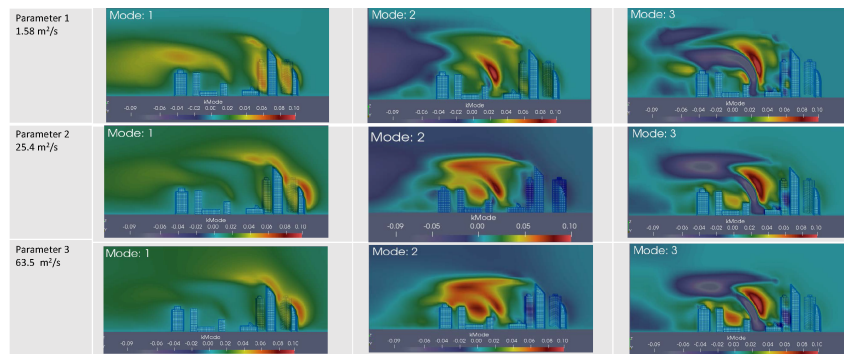 Parameter 1
1.58 m²/s
Mode: 1
kMode
-0.09 -0.06 -0.04 -0.02 0.00 0.02 0.04 0.06 0.08 0.10
Mode: 2
kMode
-0.09 -0.06 -0.04 -0.02 0.00 0.02 0.04 0.06 0.08 0.10
Mode: 3
kMode
-0.09 -0.06 -0.04 -0.02 0.00 0.02 0.04 0.06 0.08 0.10
Parameter 2
25.4 m²/s
Mode: 1
kMode
-0.09 -0.06 -0.04 -0.02 0.00 0.02 0.04 0.06 0.08 0.10
Mode: 2
kMode
-0.09 -0.05 0.00 0.05 0.10
Mode: 3
kMode
-0.09 -0.06 -0.04 -0.02 0.00 0.02 0.04 0.06 0.08 0.10
Parameter 3
63.5 m²/s
Mode: 1
kMode
-0.09 -0.06 -0.04 -0.02 0.00 0.02 0.04 0.06 0.08 0.10
Mode: 2
kMode
-0.09 -0.06 -0.04 -0.02 0.00 0.02 0.04 0.06 0.08 0.10
Mode: 3
kMode
-0.09 -0.06 -0.04 -0.02 0.00 0.02 0.04 0.06 0.08 0.10